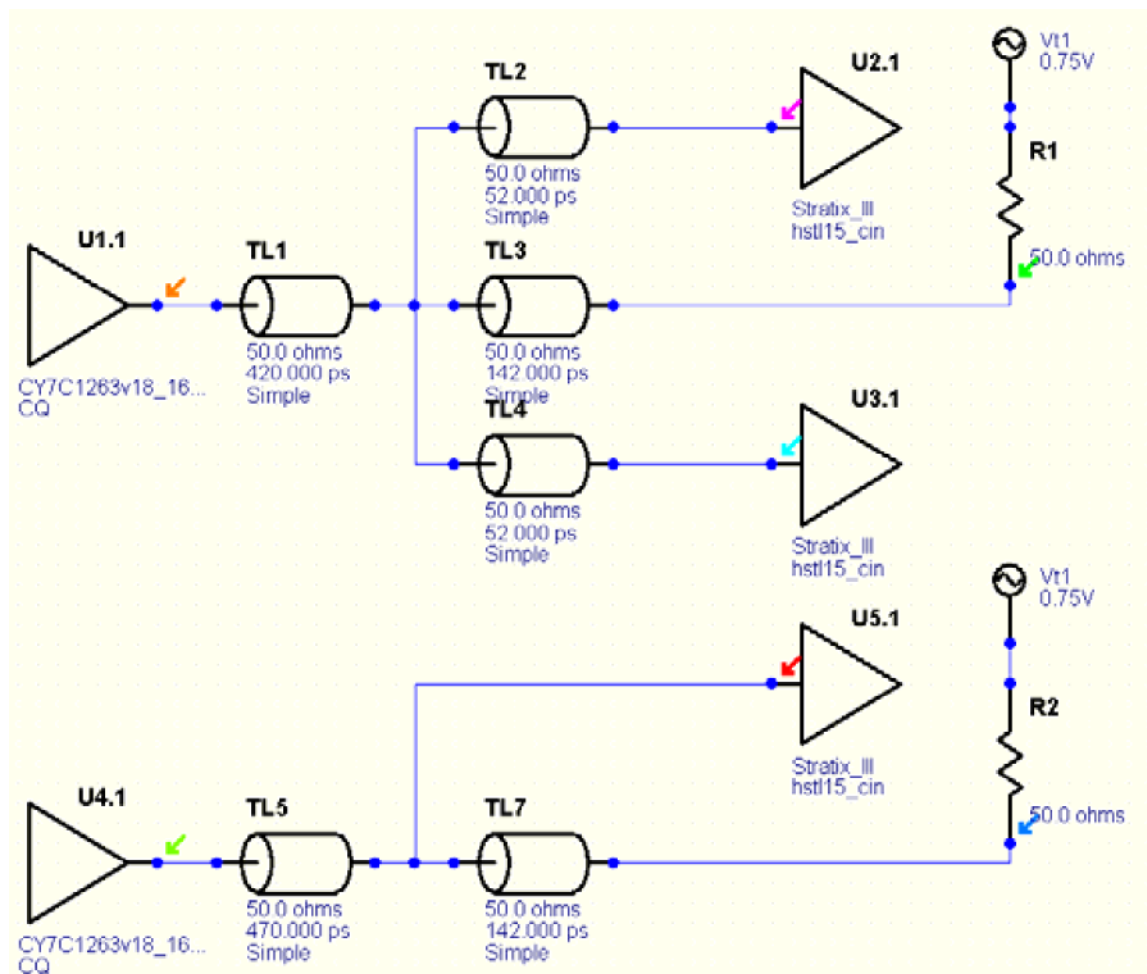 Vt1
0.75V
TL2
U2.1
R1
50.0 ohms
52.000 ps
Simple
Stratix_III
hstl15_cin
U1.1
TL1
TL3
50.0 ohms
50.0 ohms
420.000 ps
Simple
50.0 ohms
142.000 ps
Simple
CY7C1263v18_16...
CQ
TL4
U3.1
50.0 ohms
52.000 ps
Simple
Stratix_III
hstl15_cin
Vt1
0.75V
U5.1
R2
Stratix_III
hstl15_cin
U4.1
TL5
TL7
50.0 ohms
50.0 ohms
470.000 ps
Simple
50.0 ohms
142.000 ps
Simple
CY7C1263v18_16...
CQ